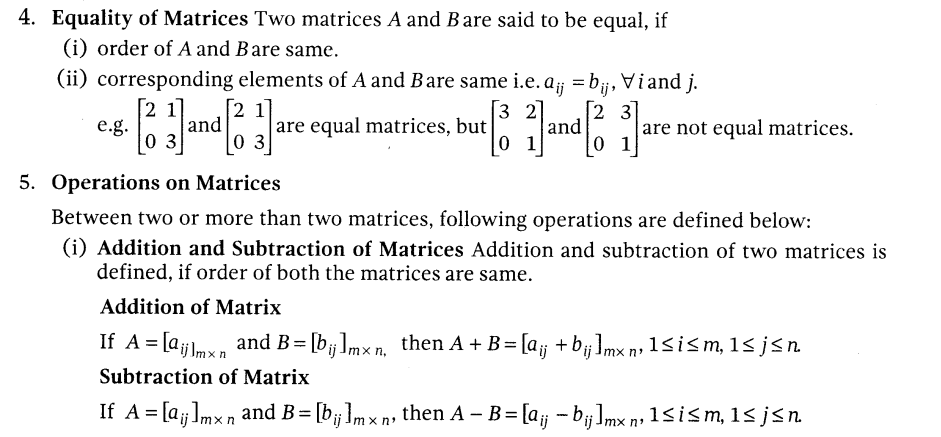 4. Equality of Matrices Two matrices A and B are said to be equal, if
(i) order of A and B are same.
(ii) corresponding elements of A and B are same i.e. a_ij = b_ij, ∀ i and j.
e.g. [2 1; 0 3] and [2 1; 0 3] are equal matrices, but [3 2; 0 1] and [2 3; 0 1] are not equal matrices.
5. Operations on Matrices
Between two or more than two matrices, following operations are defined below:
(i) Addition and Subtraction of Matrices Addition and subtraction of two matrices is
defined, if order of both the matrices are same.
Addition of Matrix
If A = [a_ij]_m×n and B = [b_ij]_m×n, then A + B = [a_ij + b_ij]_m×n, 1 ≤ i ≤ m, 1 ≤ j ≤ n.
Subtraction of Matrix
If A = [a_ij]_m×n and B = [b_ij]_m×n, then A − B = [a_ij − b_ij]_m×n, 1 ≤ i ≤ m, 1 ≤ j ≤ n.